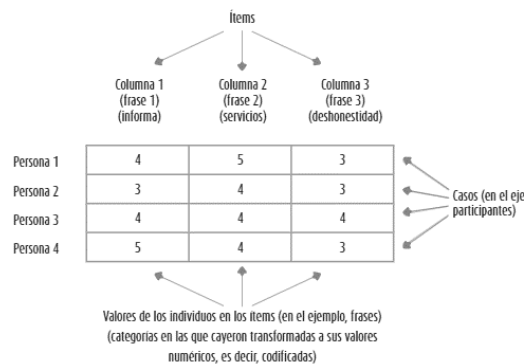 Ítems
Columna 1 Columna 2 Columna 3
(frase 1) (frase 2) (frase 3)
(informa) (servicios) (deshonestidad)
Persona 1 4 5 3
Persona 2 3 4 3
Persona 3 4 4 4
Persona 4 5 4 3
Casos (en el eje
participantes)
Valores de los individuos en los ítems (en el ejemplo, frases)
(categorías en las que cayeron transformadas a sus valores
numéricos, es decir, codificadas)